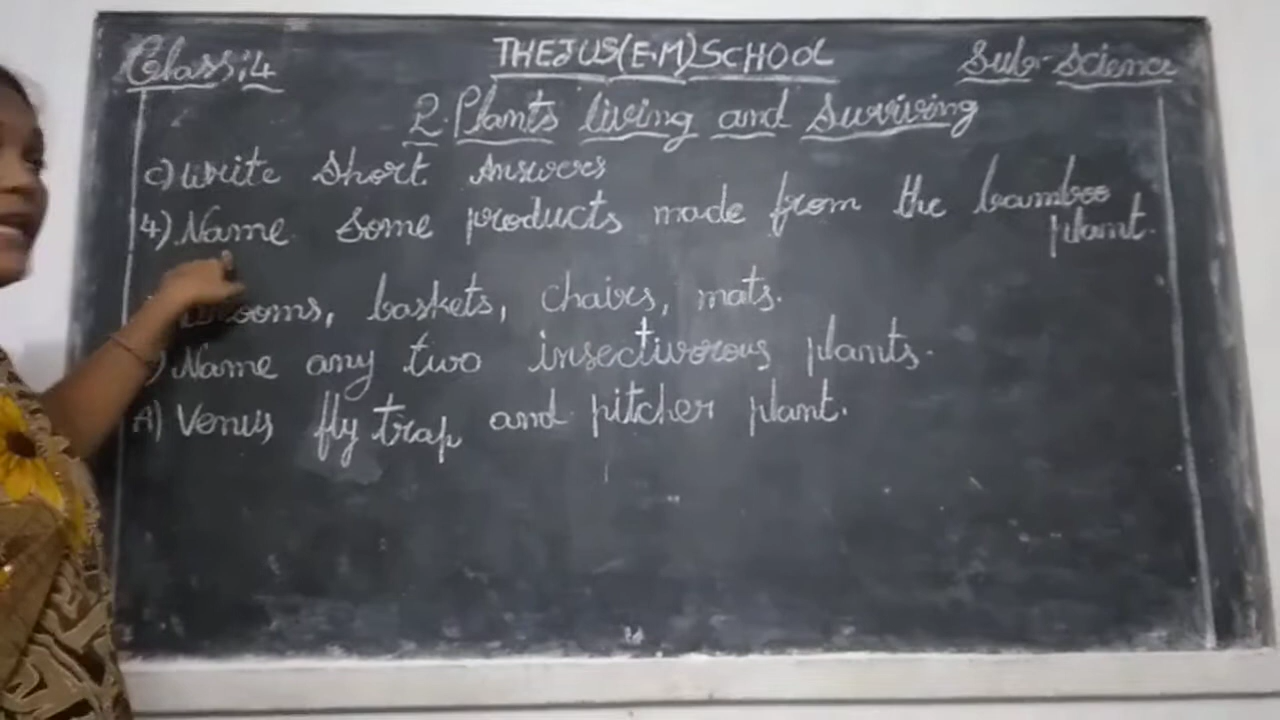 Class:4 THEJUS(E.M)SCHOOL Sub-Science
2.Plants living and Surviving
c) Write Short Answers
4) Name Some products made from the bamboo
plant.
baskets, chairs, mats.
) Name any two insectivorous plants.
A) Venus fly trap and pitcher plant.